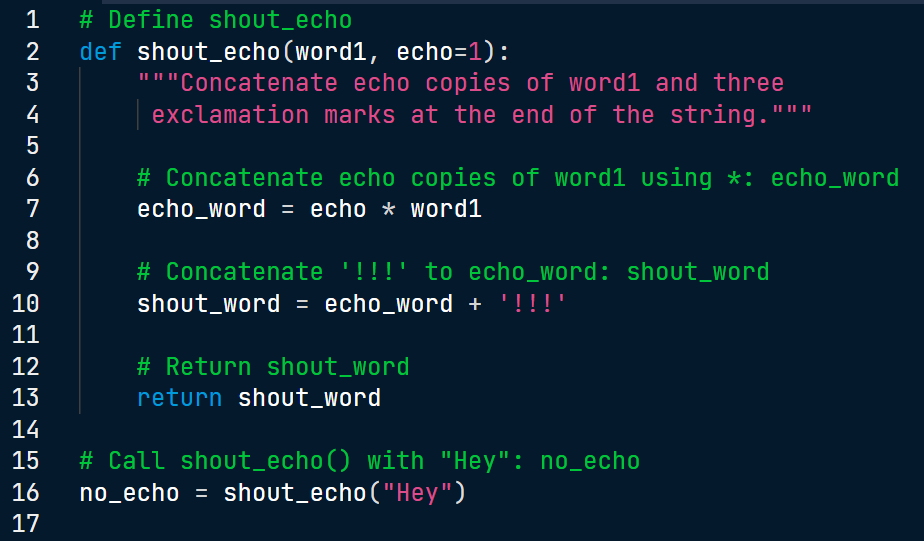 1 # Define shout_echo
2 def shout_echo(word1, echo=1):
3     """Concatenate echo copies of word1 and three
4      exclamation marks at the end of the string."""
5
6     # Concatenate echo copies of word1 using *: echo_word
7     echo_word = echo * word1
8
9     # Concatenate '!!!' to echo_word: shout_word
10     shout_word = echo_word + '!!!'
11
12     # Return shout_word
13     return shout_word
14
15 # Call shout_echo() with "Hey": no_echo
16 no_echo = shout_echo("Hey")
17